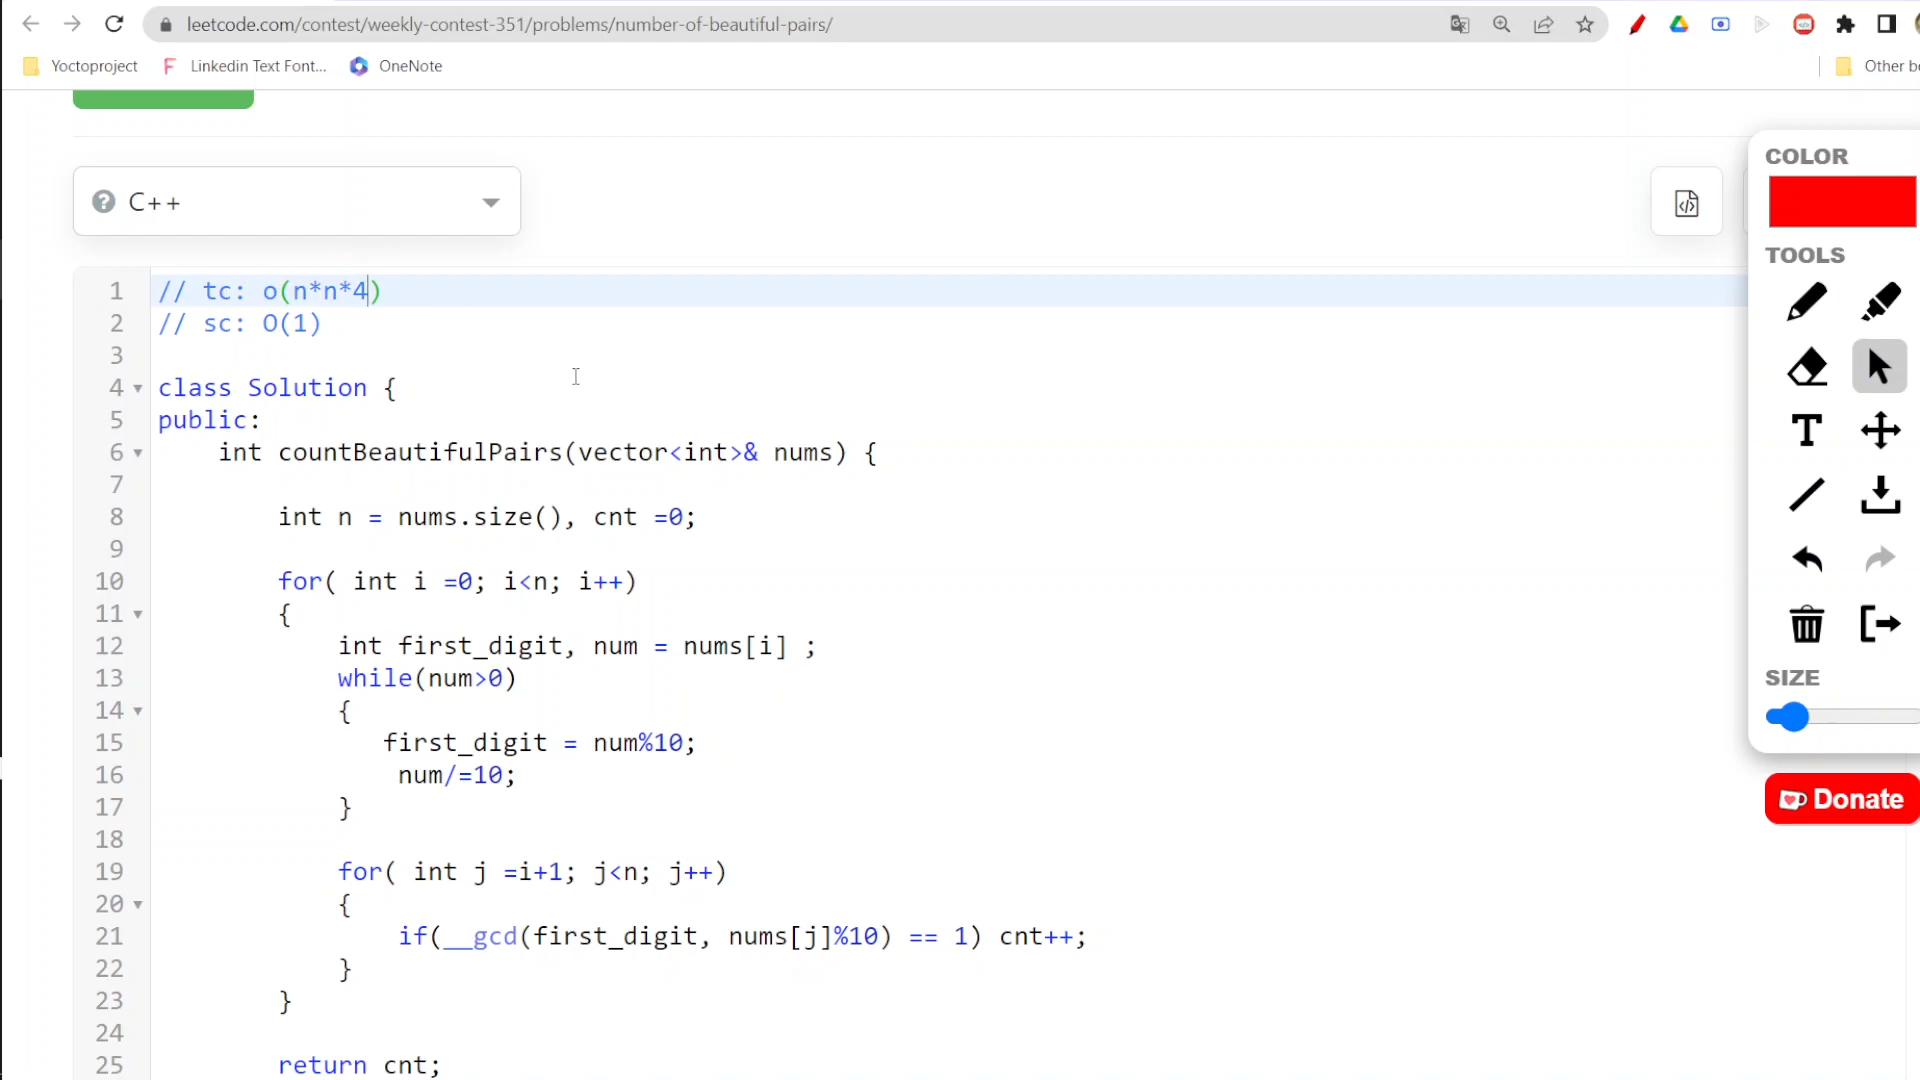 leetcode.com/contest/weekly-contest-351/problems/number-of-beautiful-pairs/
Yoctoproject
Linkedin Text Font...
OneNote
Other
C++
1 // tc: o(n*n*4)
2 // sc: O(1)
3
4 class Solution {
5 public:
6 int countBeautifulPairs(vector<int>& nums) {
7
8 int n = nums.size(), cnt =0;
9
10 for( int i =0; i<n; i++)
11 {
12 int first_digit, num = nums[i] ;
13 while(num>0)
14 {
15 first_digit = num%10;
16 num/=10;
17 }
18
19 for( int j =i+1; j<n; j++)
20 {
21 if(__gcd(first_digit, nums[j]%10) == 1) cnt++;
22 }
23 }
24
25 return cnt;
COLOR
TOOLS
SIZE
Donate